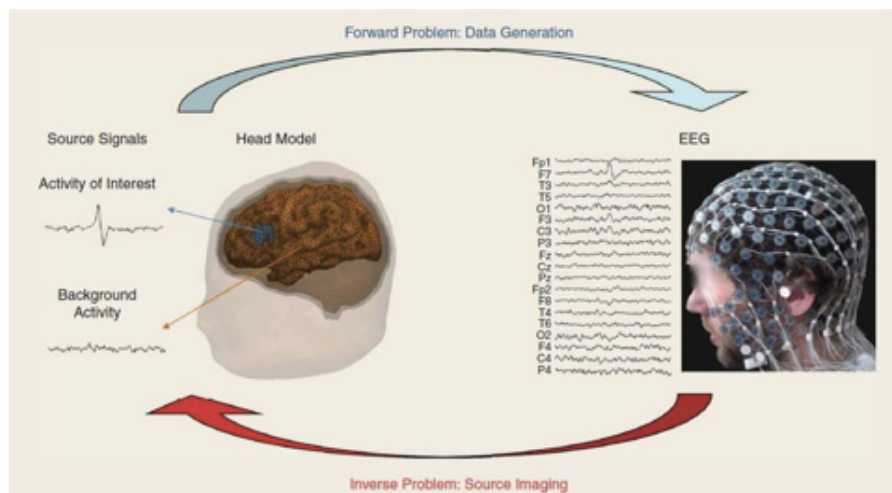 Forward Problem: Data Generation
Source Signals
Head Model
EEG
Activity of Interest
Background
Activity
Fp1
F7
T3
T5
O1
F3
C3
P3
Fz
Cz
Pz
Fp2
F8
T4
T6
O2
F4
C4
P4
Inverse Problem: Source Imaging